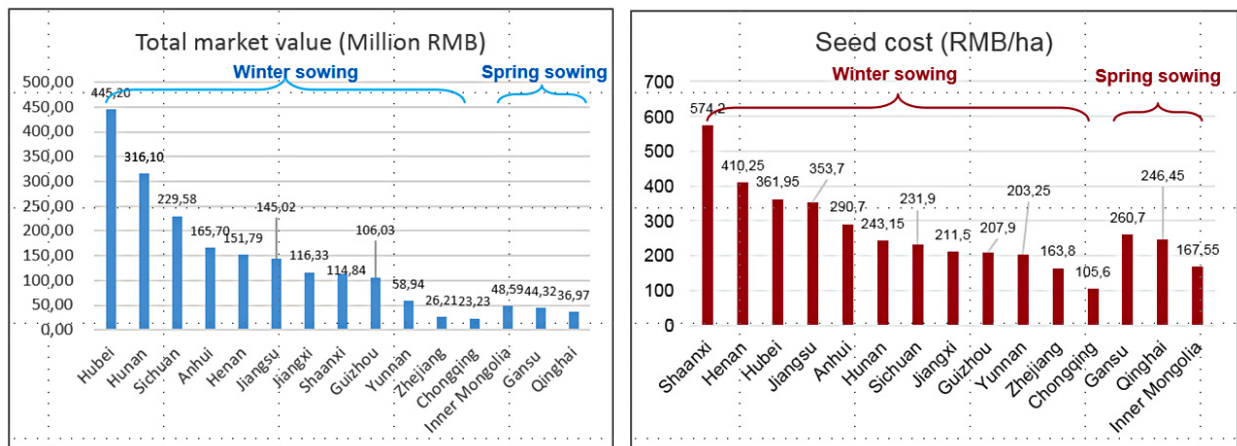 Total market value (Million RMB)
Winter sowing
Spring sowing
500,00
450,00
400,00
350,00
300,00
250,00
200,00
150,00
100,00
50,00
0,00
445,20
316,10
229,58
165,70
151,79
145,02
116,33
114,84
106,03
58,94
26,21
23,23
48,59
44,32
36,97
Hubei
Hunan
Sichuan
Anhui
Henan
Jiangsu
Jiangxi
Shaanxi
Guizhou
Yunnan
Zhejiang
Chongqing
Inner Mongolia
Gansu
Qinghai
Seed cost (RMB/ha)
Winter sowing
Spring sowing
700
600
500
400
300
200
100
0
574,2
410,25
361,95
353,7
290,7
243,15
231,9
211,5
207,9
203,25
163,8
105,6
260,7
246,45
167,55
Shaanxi
Henan
Hubei
Jiangsu
Anhui
Hunan
Sichuan
Jiangxi
Guizhou
Yunnan
Zhejiang
Chongqing
Gansu
Qinghai
Inner Mongolia